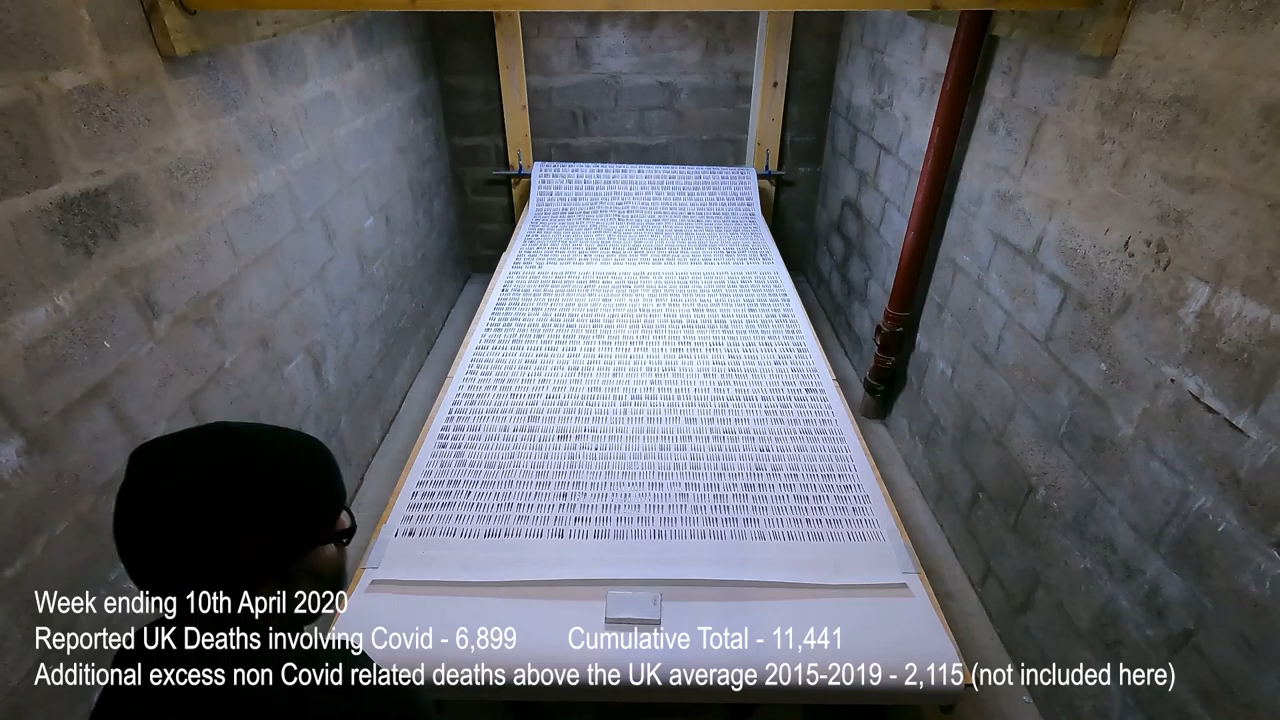 Week ending 10th April 2020
Reported UK Deaths involving Covid - 6,899 Cumulative Total - 11,441
Additional excess non Covid related deaths above the UK average 2015-2019 - 2,115 (not included here)